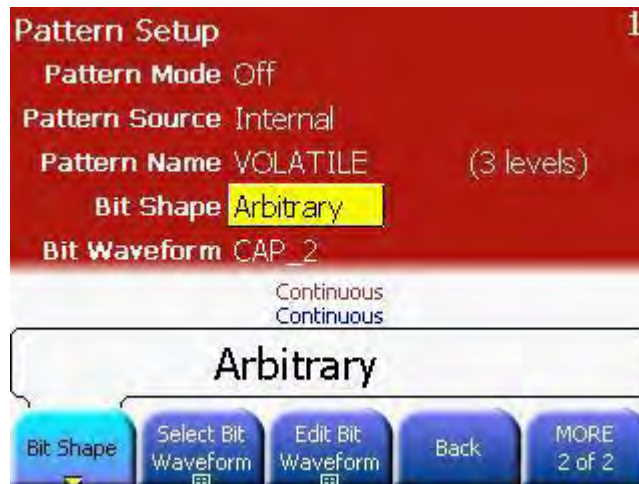 Pattern Setup 1
Pattern Mode Off
Pattern Source Internal
Pattern Name VOLATILE (3 levels)
Bit Shape Arbitrary
Bit Waveform CAP_2
Continuous
Continuous
Arbitrary
Bit Shape
Select Bit Waveform
Edit Bit Waveform
Back
MORE 2 of 2